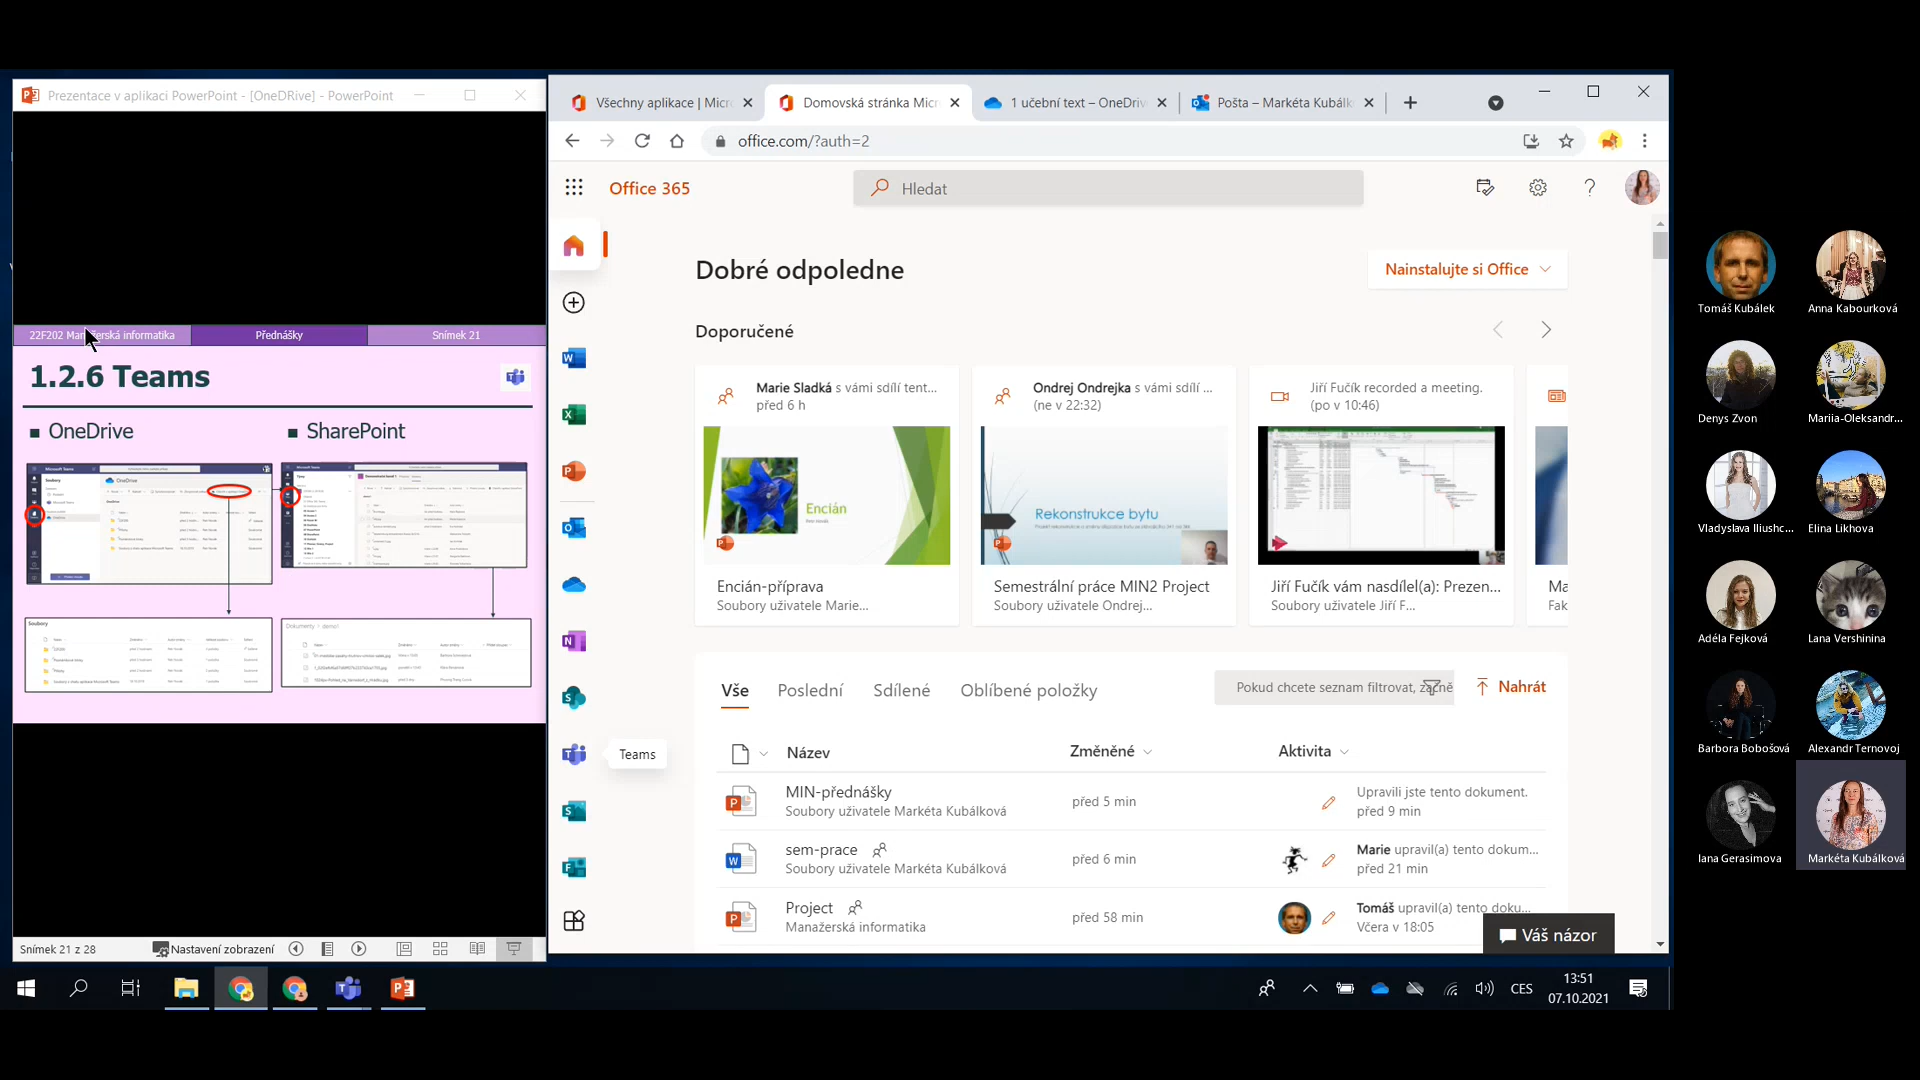 Prezentace v aplikaci PowerPoint - [OneDRive] - PowerPoint
22F202 Manažerská informatika
Přednášky
Snímek 21
1.2.6 Teams
OneDrive
SharePoint
OneDrive
Soubory
Snímek 21 z 28
Nastavení zobrazení
Všechny aplikace | Micr
Domovská stránka Micr
1 učební text – OneDriv
Pošta – Markéta Kubálk
office.com/?auth=2
Office 365
Hledat
Dobré odpoledne
Nainstalujte si Office
Doporučené
Marie Sladká s vámi sdílí tent...
před 6 h
Encián
Encián-příprava
Soubory uživatele Marie...
Ondrej Ondrejka s vámi sdílí ...
(ne v 22:32)
Rekonstrukce bytu
Semestrální práce MIN2 Project
Soubory uživatele Ondrej...
Jiří Fučík recorded a meeting.
(po v 10:46)
Jiří Fučík vám nasdílel(a): Prezen...
Soubory uživatele Jiří F...
Ma
Fak
Vše
Poslední
Sdílené
Oblíbené položky
Pokud chcete seznam filtrovat, začně
Nahrát
Teams
Název
Změněné
Aktivita
MIN-přednášky
Soubory uživatele Markéta Kubálková
před 5 min
Upravili jste tento dokument.
před 9 min
sem-prace
Soubory uživatele Markéta Kubálková
před 6 min
Marie upravil(a) tento dokum...
před 21 min
Project
Manažerská informatika
před 58 min
Tomáš upravil(a) tento doku...
Včera v 18:05
Váš názor
CES
13:51
07.10.2021
Tomáš Kubálek
Anna Kabourková
Denys Zvon
Mariia-Oleksandr...
Vladyslava Iliushc...
Elina Likhova
Adéla Fejková
Lana Vershinina
Barbora Bobošová
Alexandr Ternovoj
Iana Gerasimova
Markéta Kubálková